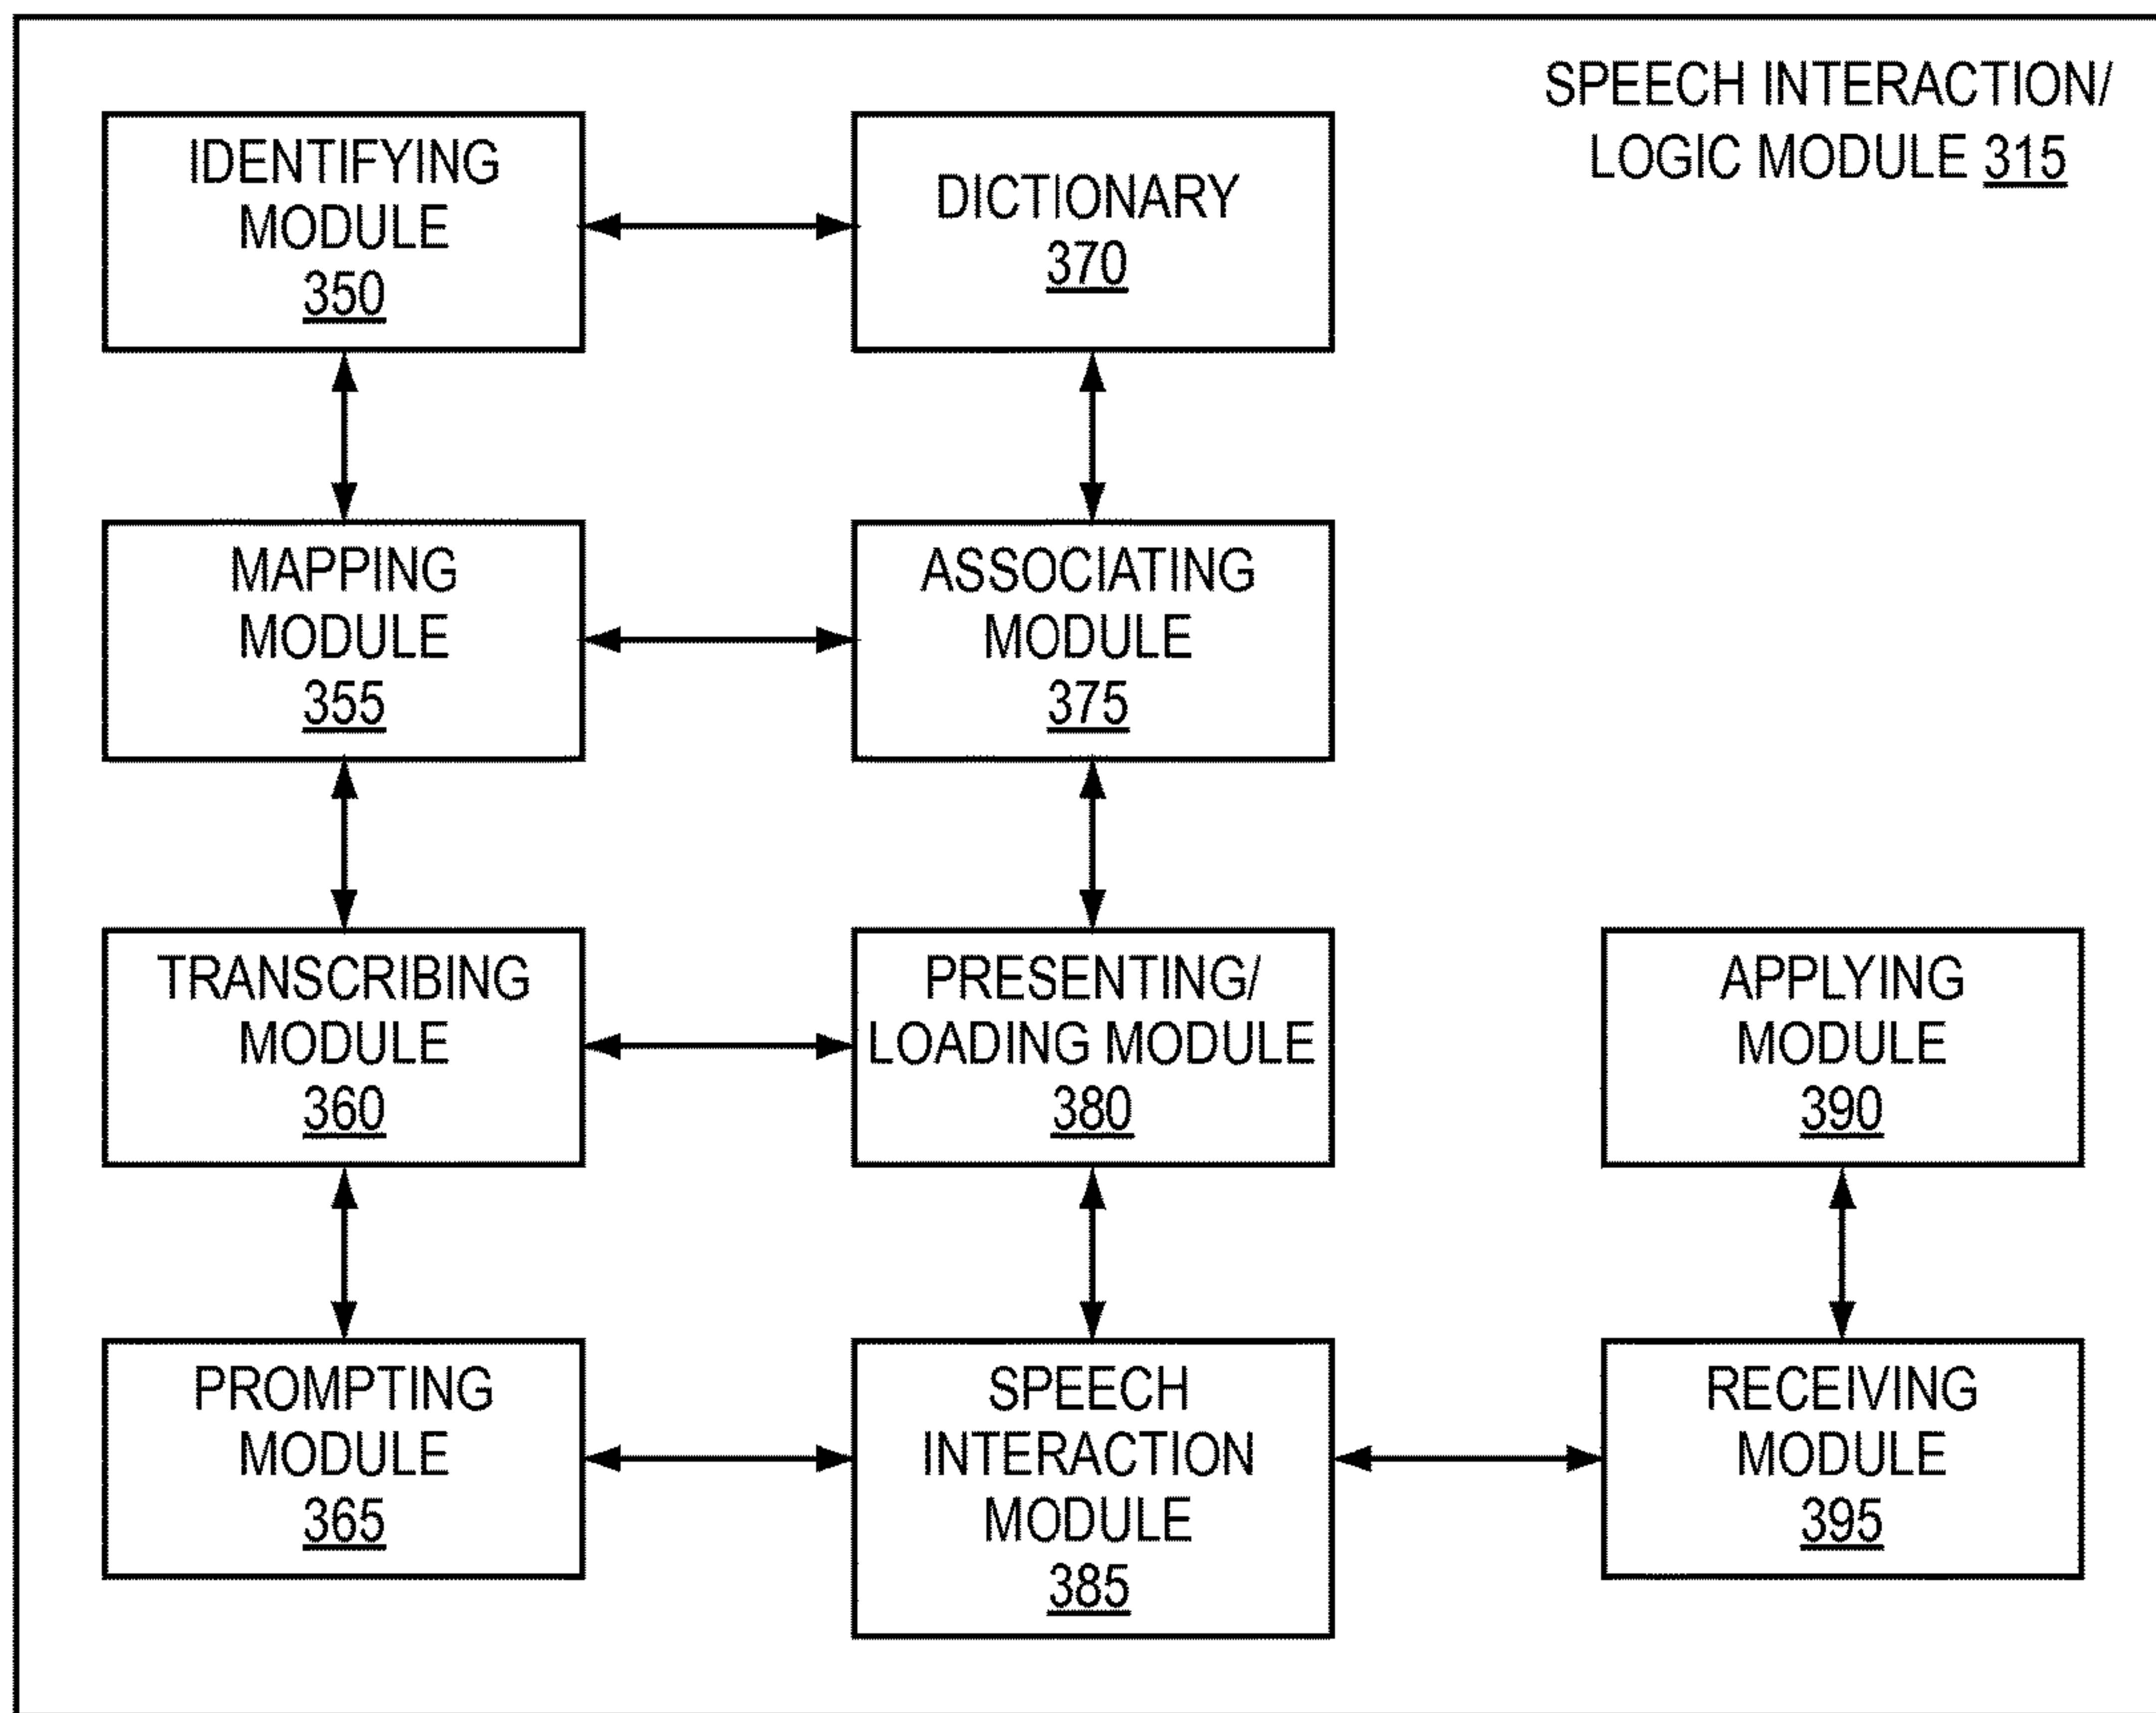 SPEECH INTERACTION/
LOGIC MODULE 315
IDENTIFYING
MODULE
350
DICTIONARY
370
MAPPING
MODULE
355
ASSOCIATING
MODULE
375
TRANSCRIBING
MODULE
360
PRESENTING/
LOADING MODULE
380
APPLYING
MODULE
390
PROMPTING
MODULE
365
SPEECH
INTERACTION
MODULE
385
RECEIVING
MODULE
395